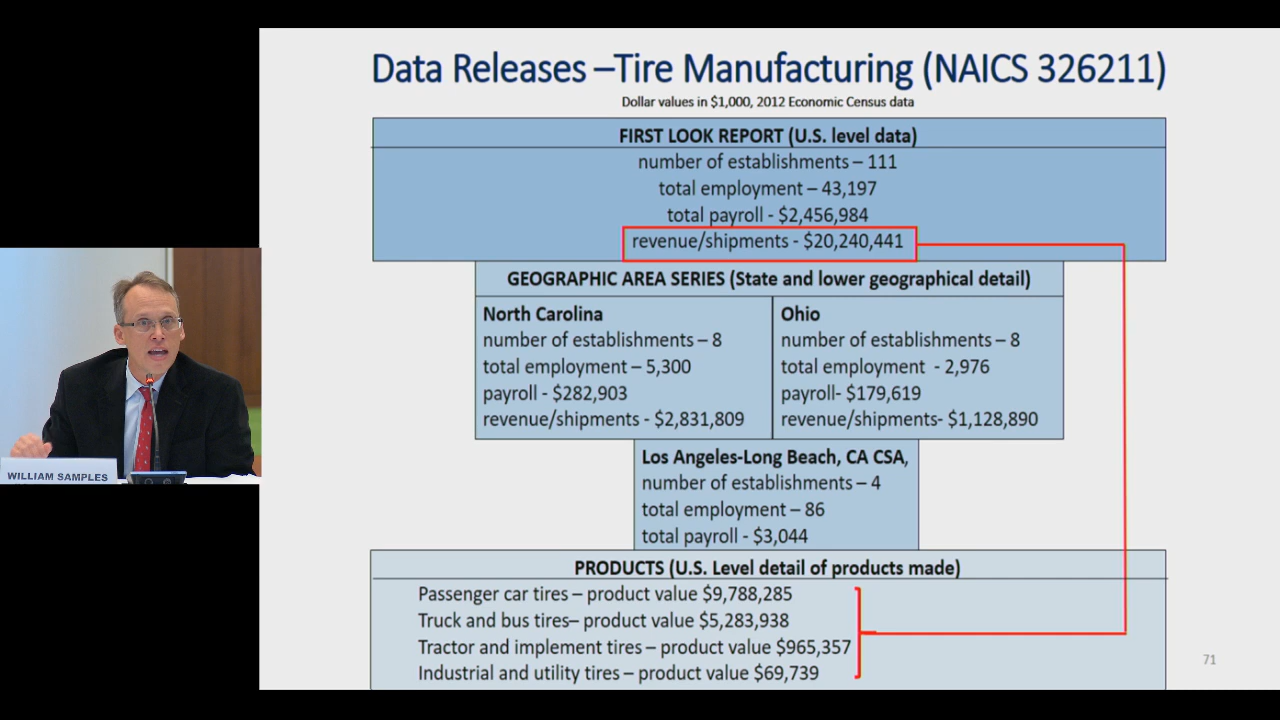 Data Releases –Tire Manufacturing (NAICS 326211)
Dollar values in $1,000, 2012 Economic Census data
FIRST LOOK REPORT (U.S. level data)
number of establishments – 111
total employment – 43,197
total payroll - $2,456,984
revenue/shipments - $20,240,441
GEOGRAPHIC AREA SERIES (State and lower geographical detail)
North Carolina
number of establishments – 8
total employment – 5,300
payroll - $282,903
revenue/shipments - $2,831,809
Ohio
number of establishments – 8
total employment - 2,976
payroll- $179,619
revenue/shipments- $1,128,890
Los Angeles-Long Beach, CA CSA,
number of establishments – 4
total employment – 86
total payroll - $3,044
PRODUCTS (U.S. Level detail of products made)
Passenger car tires – product value $9,788,285
Truck and bus tires– product value $5,283,938
Tractor and implement tires – product value $965,357
Industrial and utility tires – product value $69,739
71
WILLIAM SAMPLES